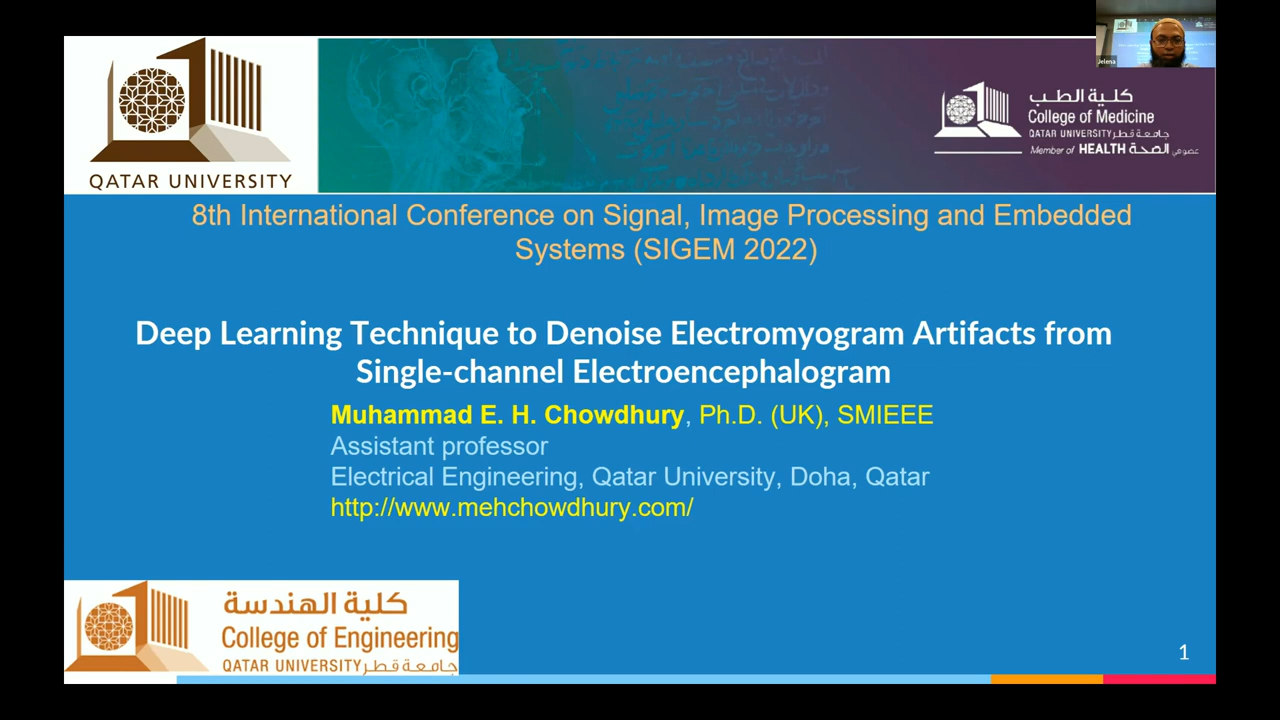 Jelena
QATAR UNIVERSITY
كلية الطب
College of Medicine
QATAR UNIVERSITY جامعة قطر
Member of HEALTH الصحة عضو في
8th International Conference on Signal, Image Processing and Embedded
Systems (SIGEM 2022)
Deep Learning Technique to Denoise Electromyogram Artifacts from
Single-channel Electroencephalogram
Muhammad E. H. Chowdhury, Ph.D. (UK), SMIEEE
Assistant professor
Electrical Engineering, Qatar University, Doha, Qatar
http://www.mehchowdhury.com/
كلية الهندسة
College of Engineering
QATAR UNIVERSITY جامعة قطر
1